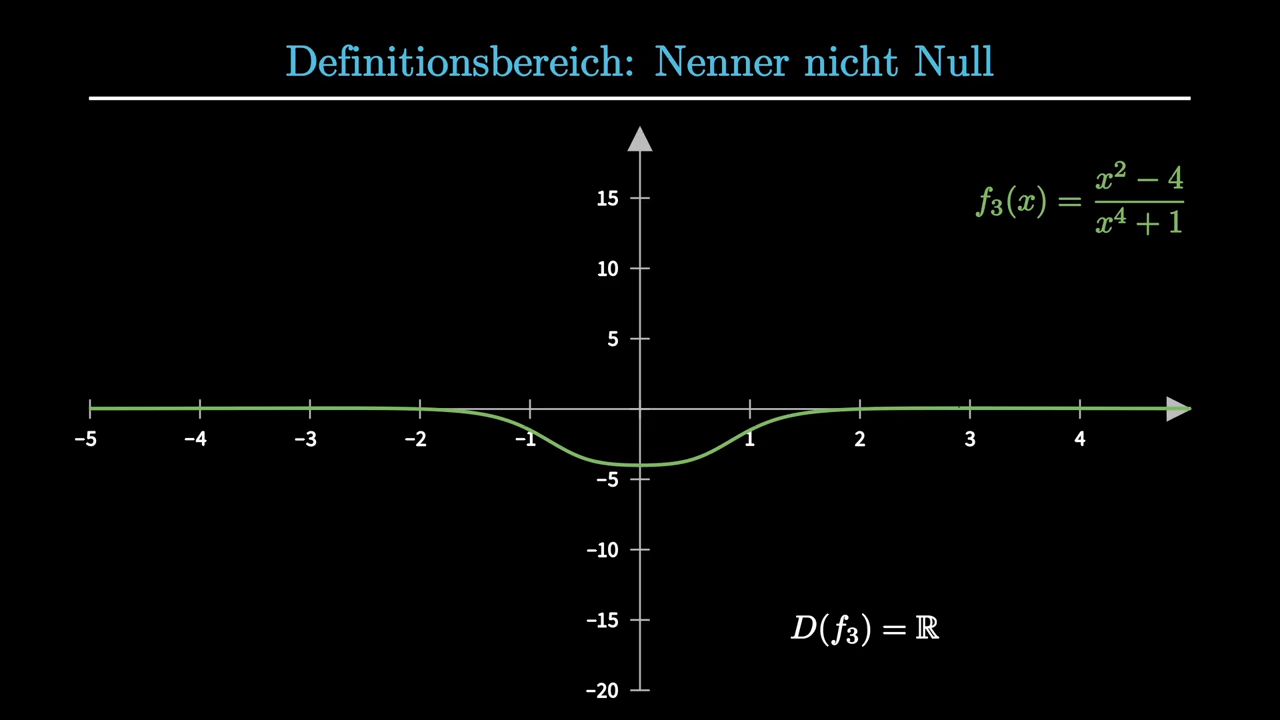 Definitionsbereich: Nenner nicht Null
f₃(x) = (x² − 4)/(x⁴ + 1)
15
10
5
−5 −4 −3 −2 −1 1 2 3 4
−5
−10
−15
D(f₃) = ℝ
−20